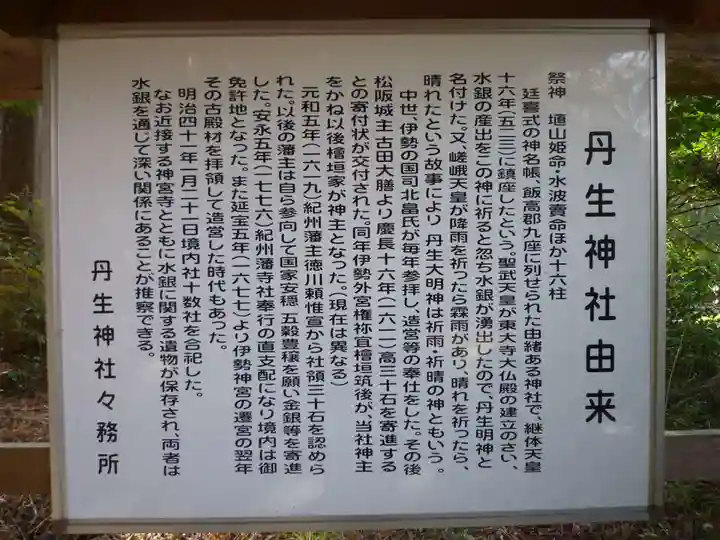 丹生神社由来
祭神　埴山姫命・水波賣命ほか十六柱
延喜式の神名帳、飯高郡九座に列せられた由緒ある神社で、継体天皇
十六年(五二三)に鎮座したという。聖武天皇が東大寺大仏殿の建立のさい、
水銀の産出をこの神に祈ると忽ち水銀が湧出したので、丹生明神と
名付けた。又、嵯峨天皇が降雨を祈ったら霖雨があり、晴れを祈ったら、
晴れたという故事により 丹生大明神は祈雨・祈晴の神ともいう。
中世、伊勢の国司北畠氏が毎年参拝し、造営等の奉仕をした。その後
松阪城主 古田大膳より慶長十六年(一六一一)高三十石を寄進する
との寄付状が交付された。同年伊勢外宮権祢宜檜垣筑後が、当社神主
をかね以後檜垣家が神主となった。(現在は異なる)
元和五年(一六一九)紀州藩主徳川頼惟宣から社領三十石を認めら
れた。以後の藩主は自ら参向して国家安穏 五穀豊穣を願い金銀等を寄進
した。安永五年(一七七六)紀州藩寺社奉行の直支配になり境内は御
免許地となった。また延宝五年(一六七七)より伊勢神宮の遷宮の翌年
その古殿材を拝領して造営した時代もあった。
明治四十一年一月二十一日境内社十数社を合祀した。
なお近接する神宮寺とともに水銀に関する遺物が保存され、両者は
水銀を通じて深い関係にあることが推察できる。
丹生神社々務所